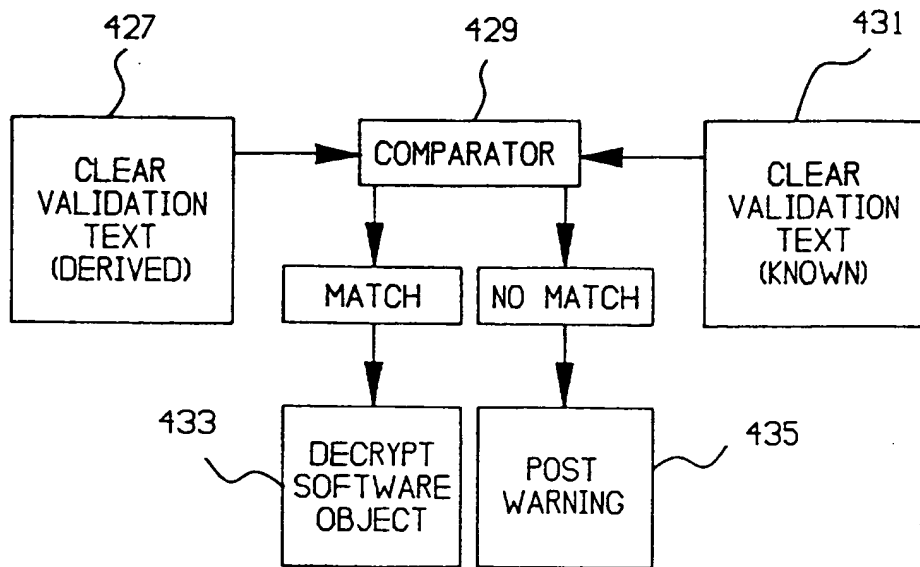 427
429
431
CLEAR
VALIDATION
TEXT
(DERIVED)
COMPARATOR
CLEAR
VALIDATION
TEXT
(KNOWN)
MATCH
NO MATCH
433
DECRYPT
SOFTWARE
OBJECT
POST
WARNING
435